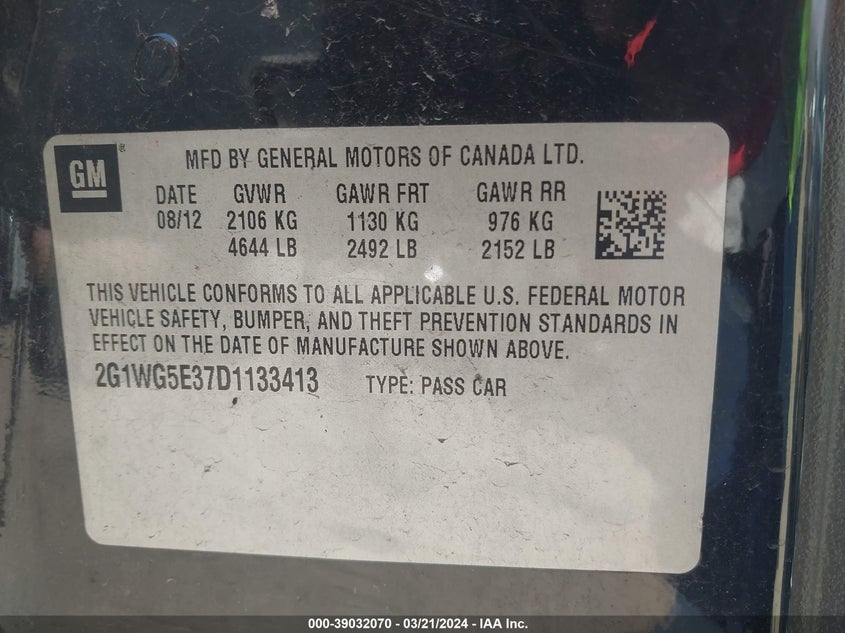 GM ®
MFD BY GENERAL MOTORS OF CANADA LTD.
DATE GVWR GAWR FRT GAWR RR
08/12 2106 KG 1130 KG 976 KG
4644 LB 2492 LB 2152 LB
THIS VEHICLE CONFORMS TO ALL APPLICABLE U.S. FEDERAL MOTOR
VEHICLE SAFETY, BUMPER, AND THEFT PREVENTION STANDARDS IN
EFFECT ON THE DATE OF MANUFACTURE SHOWN ABOVE.
2G1WG5E37D1133413 TYPE: PASS CAR
000-39032070 - 03/21/2024 - IAA Inc.